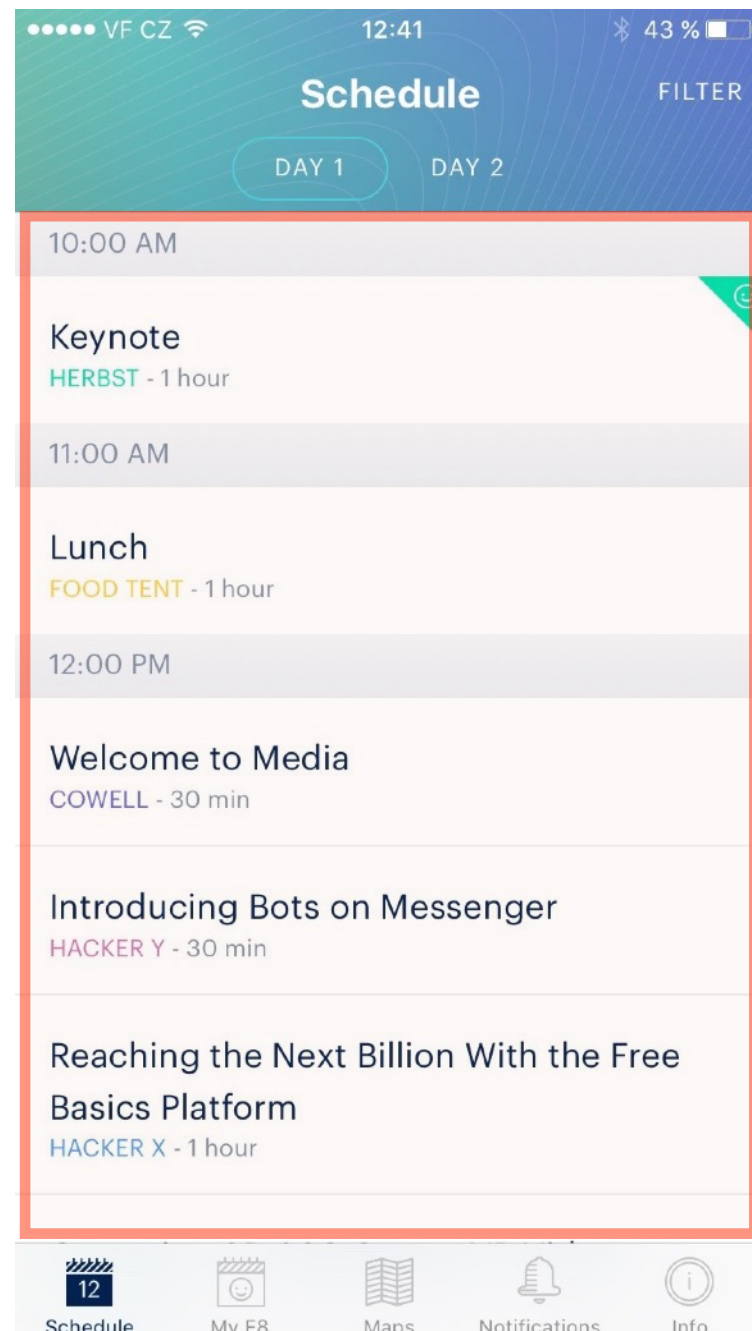 VF CZ 12:41 43 %
Schedule FILTER
DAY 1 DAY 2
10:00 AM
Keynote
HERBST - 1 hour
11:00 AM
Lunch
FOOD TENT - 1 hour
12:00 PM
Welcome to Media
COWELL - 30 min
Introducing Bots on Messenger
HACKER Y - 30 min
Reaching the Next Billion With the Free
Basics Platform
HACKER X - 1 hour
12
Schedule My F8 Maps Notifications Info